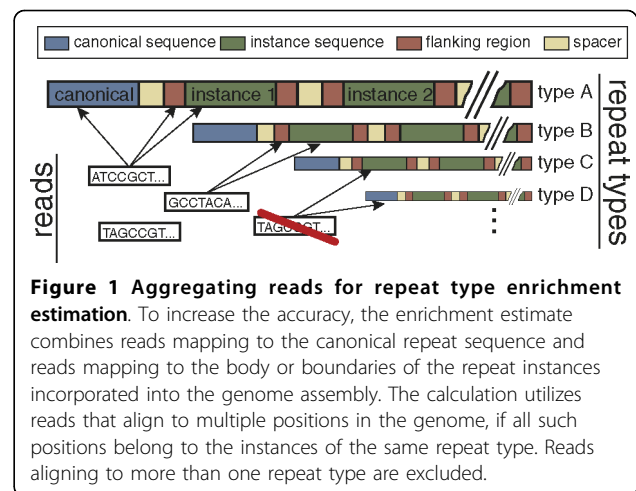 canonical sequence instance sequence flanking region spacer
canonical instance 1 instance 2 type A
type B
type C
type D
ATCCGCT...
GCCTACA...
TAGCCGT... TAGCCGT...
reads
repeat types
Figure 1 Aggregating reads for repeat type enrichment
estimation. To increase the accuracy, the enrichment estimate
combines reads mapping to the canonical repeat sequence and
reads mapping to the body or boundaries of the repeat instances
incorporated into the genome assembly. The calculation utilizes
reads that align to multiple positions in the genome, if all such
positions belong to the instances of the same repeat type. Reads
aligning to more than one repeat type are excluded.